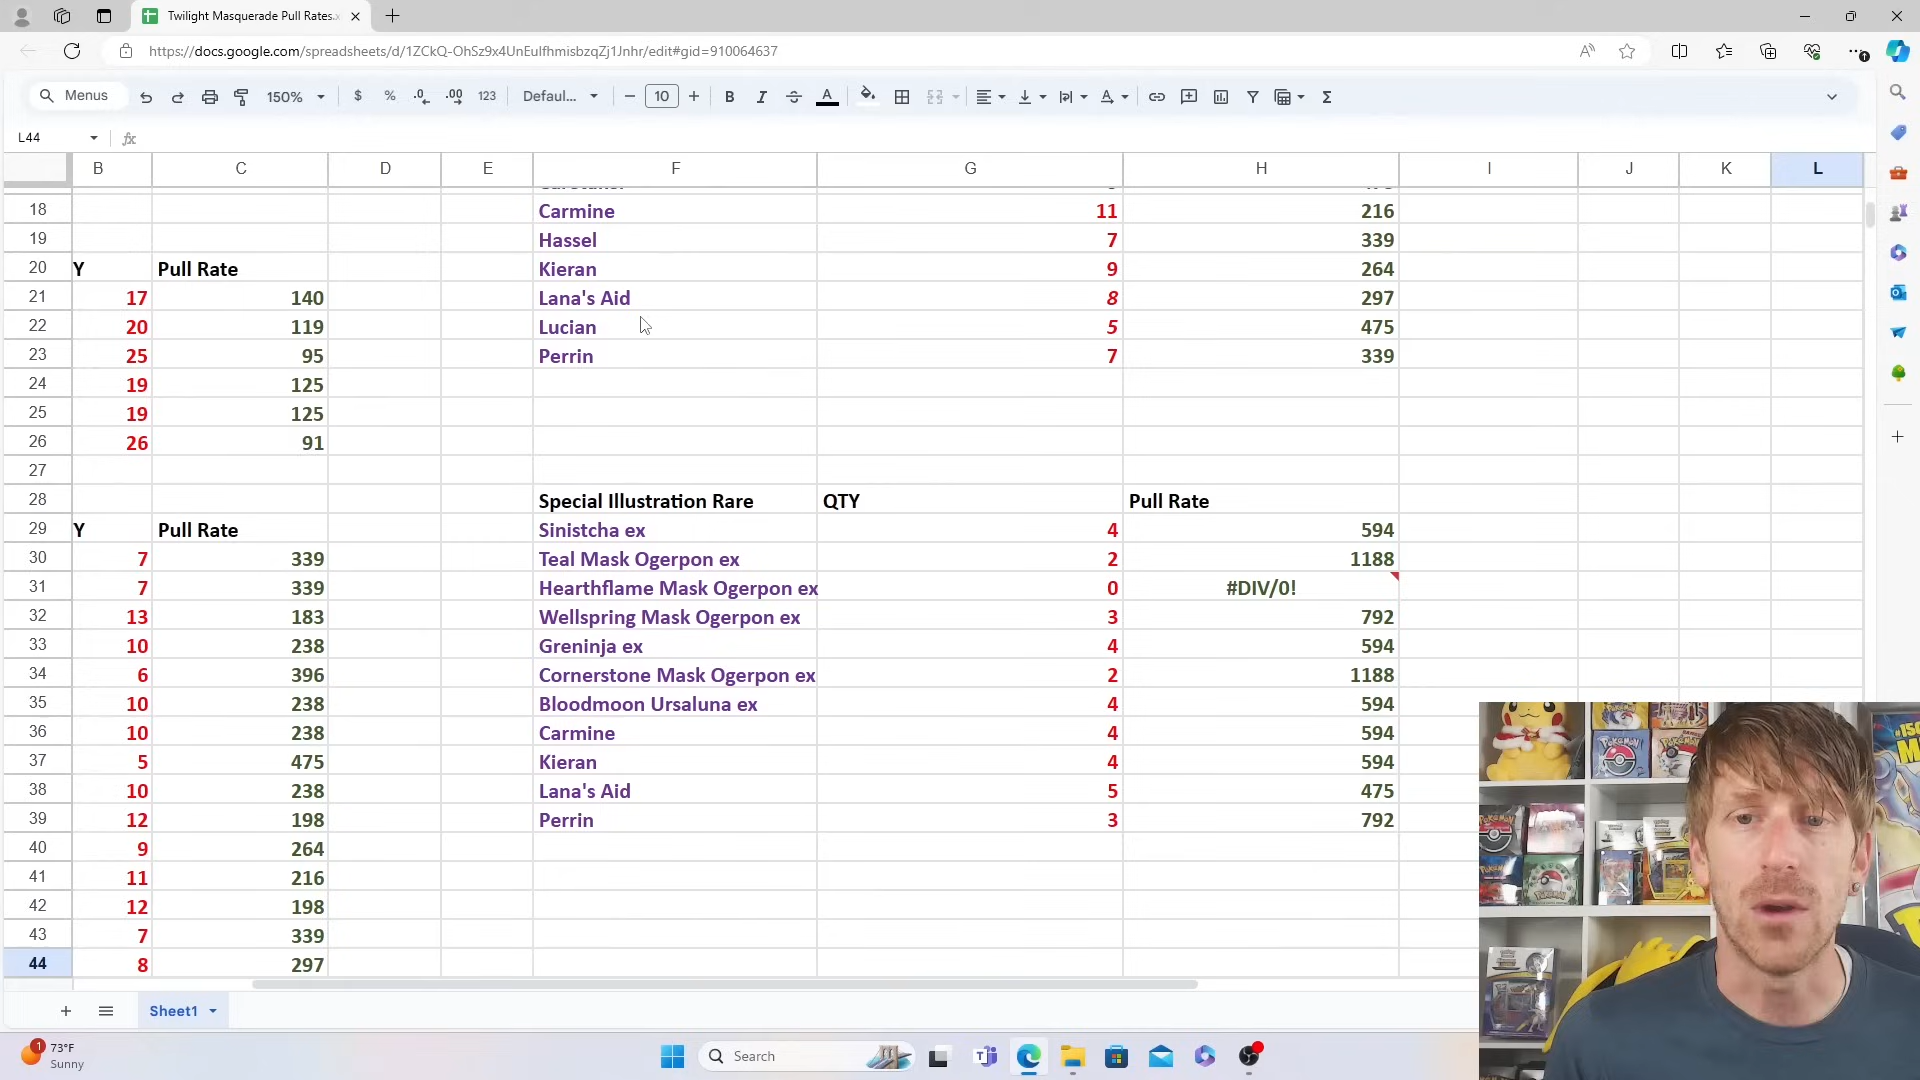 Twilight Masquerade Pull Rates.x
https://docs.google.com/spreadsheets/d/1ZCkQ-OhSz9x4UnEuIfhmisbzqZj1Jnhr/edit#gid=910064637
Menus 150% $ % .0 .00 123 Defaul... 10
L44 fx
B C D E F G H I J K L
18 Carmine 11 216
19 Hassel 7 339
20 Y Pull Rate Kieran 9 264
21 17 140 Lana's Aid 8 297
22 20 119 Lucian 5 475
23 25 95 Perrin 7 339
24 19 125
25 19 125
26 26 91
27
28 Special Illustration Rare QTY Pull Rate
29 Y Pull Rate Sinistcha ex 4 594
30 7 339 Teal Mask Ogerpon ex 2 1188
31 7 339 Hearthflame Mask Ogerpon ex 0 #DIV/0!
32 13 183 Wellspring Mask Ogerpon ex 3 792
33 10 238 Greninja ex 4 594
34 6 396 Cornerstone Mask Ogerpon ex 2 1188
35 10 238 Bloodmoon Ursaluna ex 4 594
36 10 238 Carmine 4 594
37 5 475 Kieran 4 594
38 10 238 Lana's Aid 5 475
39 12 198 Perrin 3 792
40 9 264
41 11 216
42 12 198
43 7 339
44 8 297
Sheet1
1 73°F
Sunny
Search